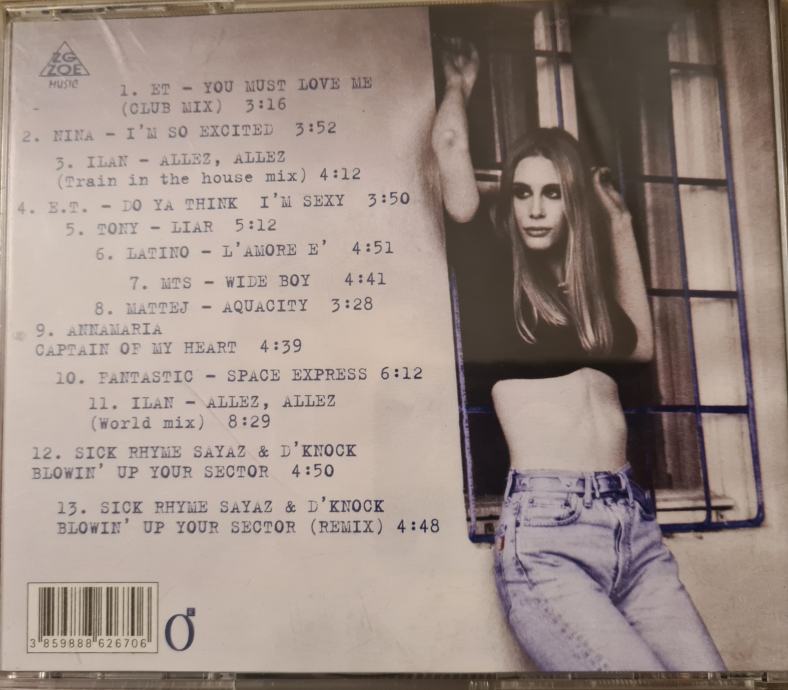 ZG
ZOE
MUSIC
1. ET - YOU MUST LOVE ME
(CLUB MIX) 3:16
2. NINA - I'M SO EXCITED 3:52
3. ILAN - ALLEZ, ALLEZ
(Train in the house mix) 4:12
4. E.T. - DO YA THINK I'M SEXY 3:50
5. TONY - LIAR 5:12
6. LATINO - L'AMORE E' 4:51
7. MTS - WIDE BOY 4:41
8. MATTEJ - AQUACITY 3:28
9. ANNAMARIA
CAPTAIN OF MY HEART 4:39
10. FANTASTIC - SPACE EXPRESS 6:12
11. ILAN - ALLEZ, ALLEZ
(World mix) 8:29
12. SICK RHYME SAYAZ & D'KNOCK
BLOWIN' UP YOUR SECTOR 4:50
13. SICK RHYME SAYAZ & D'KNOCK
BLOWIN' UP YOUR SECTOR (REMIX) 4:48
3 859888 626706